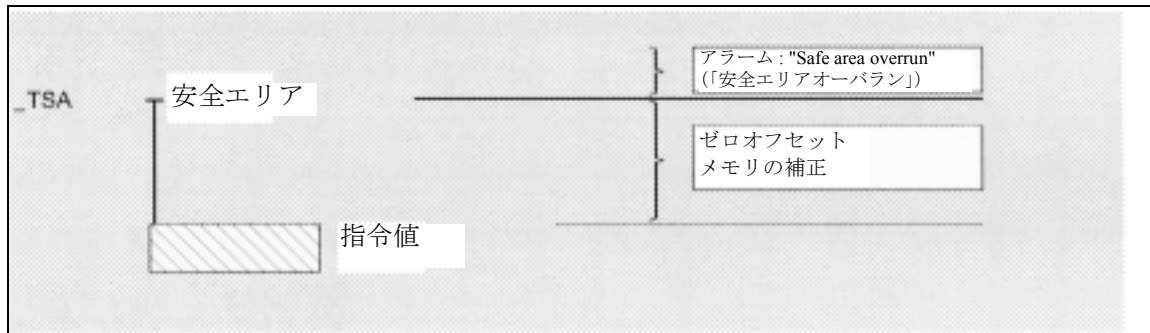 アラーム : "Safe area overrun"
(「安全エリアオーバラン」)
_TSA
安全エリア
ゼロオフセット
メモリの補正
指令値